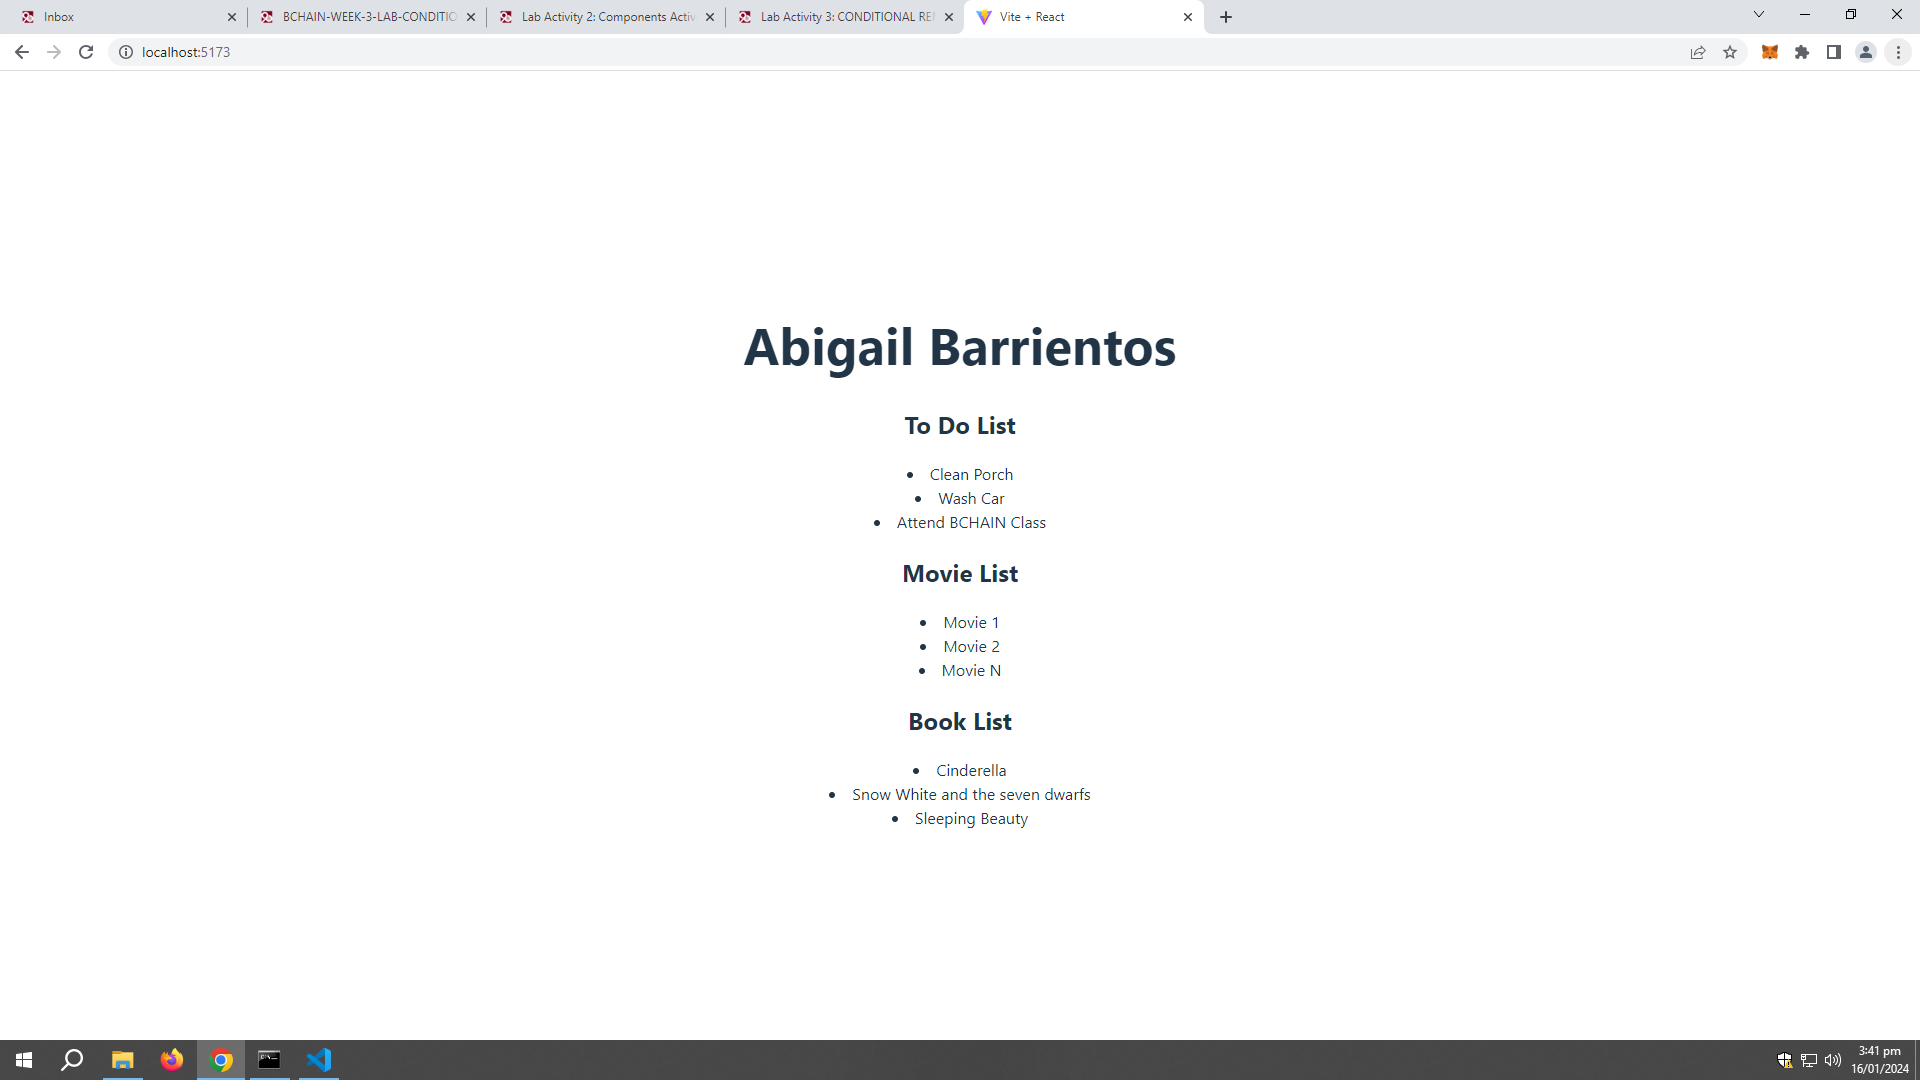 Inbox
BCHAIN-WEEK-3-LAB-CONDITIO
Lab Activity 2: Components Activ
Lab Activity 3: CONDITIONAL REN
Vite + React
localhost:5173
Abigail Barrientos
To Do List
Clean Porch
Wash Car
Attend BCHAIN Class
Movie List
Movie 1
Movie 2
Movie N
Book List
Cinderella
Snow White and the seven dwarfs
Sleeping Beauty
3:41 pm
16/01/2024